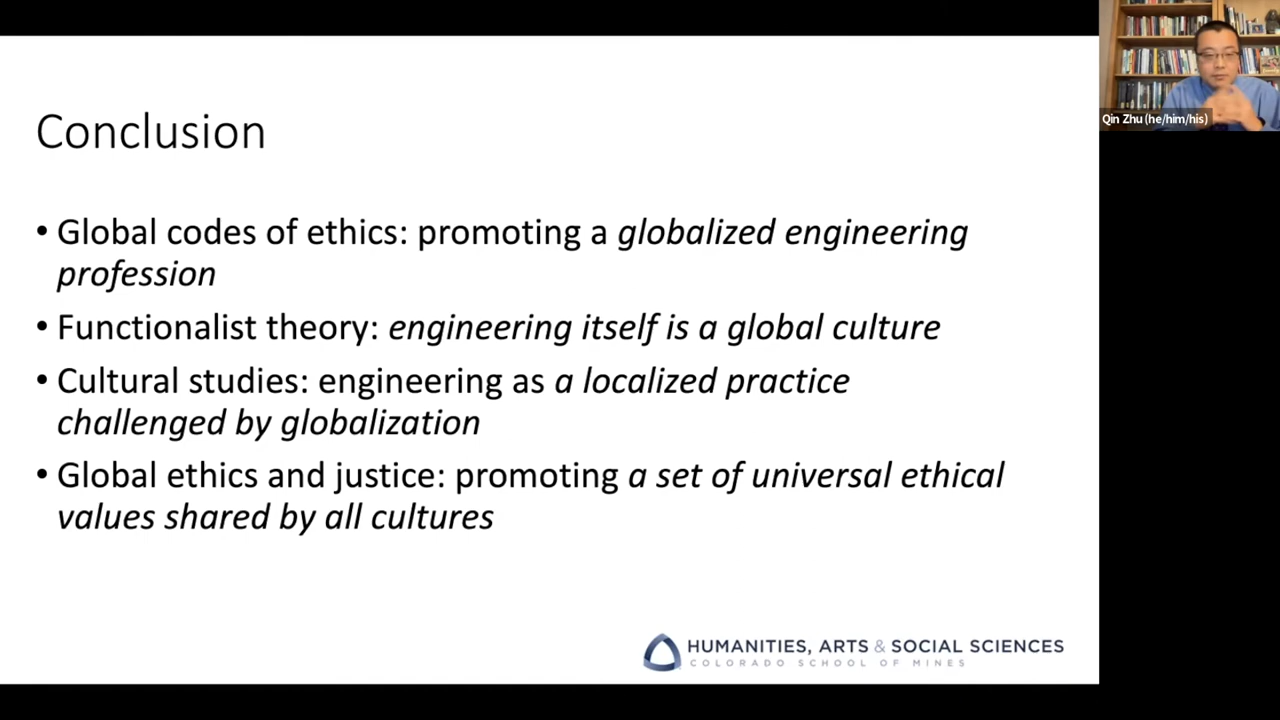 Conclusion
• Global codes of ethics: promoting a globalized engineering
profession
• Functionalist theory: engineering itself is a global culture
• Cultural studies: engineering as a localized practice
challenged by globalization
• Global ethics and justice: promoting a set of universal ethical
values shared by all cultures
HUMANITIES, ARTS & SOCIAL SCIENCES
COLORADO SCHOOL OF MINES
Qin Zhu (he/him/his)